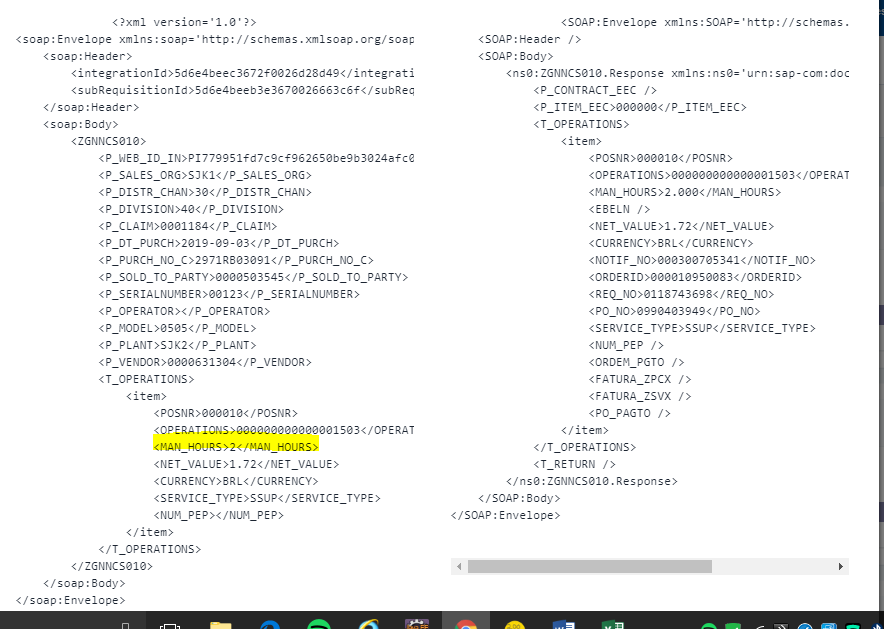 <?xml version='1.0'?>
<soap:Envelope xmlns:soap='http://schemas.xmlsoap.org/soap
<soap:Header>
<integrationId>5d6e4beec3672f0026d28d49</integrati
<subRequisitionId>5d6e4beeb3e3670026663c6f</subReq
</soap:Header>
<soap:Body>
<ZGNNCS010>
<P_WEB_ID_IN>PI779951fd7c9cf962650be9b3024afc0
<P_SALES_ORG>SJK1</P_SALES_ORG>
<P_DISTR_CHAN>30</P_DISTR_CHAN>
<P_DIVISION>40</P_DIVISION>
<P_CLAIM>0001184</P_CLAIM>
<P_DT_PURCH>2019-09-03</P_DT_PURCH>
<P_PURCH_NO_C>2971RB03091</P_PURCH_NO_C>
<P_SOLD_TO_PARTY>0000503545</P_SOLD_TO_PARTY>
<P_SERIALNUMBER>00123</P_SERIALNUMBER>
<P_OPERATOR></P_OPERATOR>
<P_MODEL>0505</P_MODEL>
<P_PLANT>SJK2</P_PLANT>
<P_VENDOR>0000631304</P_VENDOR>
<T_OPERATIONS>
<item>
<POSNR>000010</POSNR>
<OPERATIONS>000000000000001503</OPERAT
<MAN_HOURS>2</MAN_HOURS>
<NET_VALUE>1.72</NET_VALUE>
<CURRENCY>BRL</CURRENCY>
<SERVICE_TYPE>SSUP</SERVICE_TYPE>
<NUM_PEP></NUM_PEP>
</item>
</T_OPERATIONS>
</ZGNNCS010>
</soap:Body>
</soap:Envelope>
<SOAP:Envelope xmlns:SOAP='http://schemas.
<SOAP:Header />
<SOAP:Body>
<ns0:ZGNNCS010.Response xmlns:ns0='urn:sap-com:doc
<P_CONTRACT_EEC />
<P_ITEM_EEC>000000</P_ITEM_EEC>
<T_OPERATIONS>
<item>
<POSNR>000010</POSNR>
<OPERATIONS>000000000000001503</OPERAT
<MAN_HOURS>2.000</MAN_HOURS>
<EBELN />
<NET_VALUE>1.72</NET_VALUE>
<CURRENCY>BRL</CURRENCY>
<NOTIF_NO>000300705341</NOTIF_NO>
<ORDERID>000010950083</ORDERID>
<REQ_NO>0118743698</REQ_NO>
<PO_NO>0990403949</PO_NO>
<SERVICE_TYPE>SSUP</SERVICE_TYPE>
<NUM_PEP />
<ORDEM_PGTO />
<FATURA_ZPCX />
<FATURA_ZSVX />
<PO_PAGTO />
</item>
</T_OPERATIONS>
<T_RETURN />
</ns0:ZGNNCS010.Response>
</SOAP:Body>
</SOAP:Envelope>